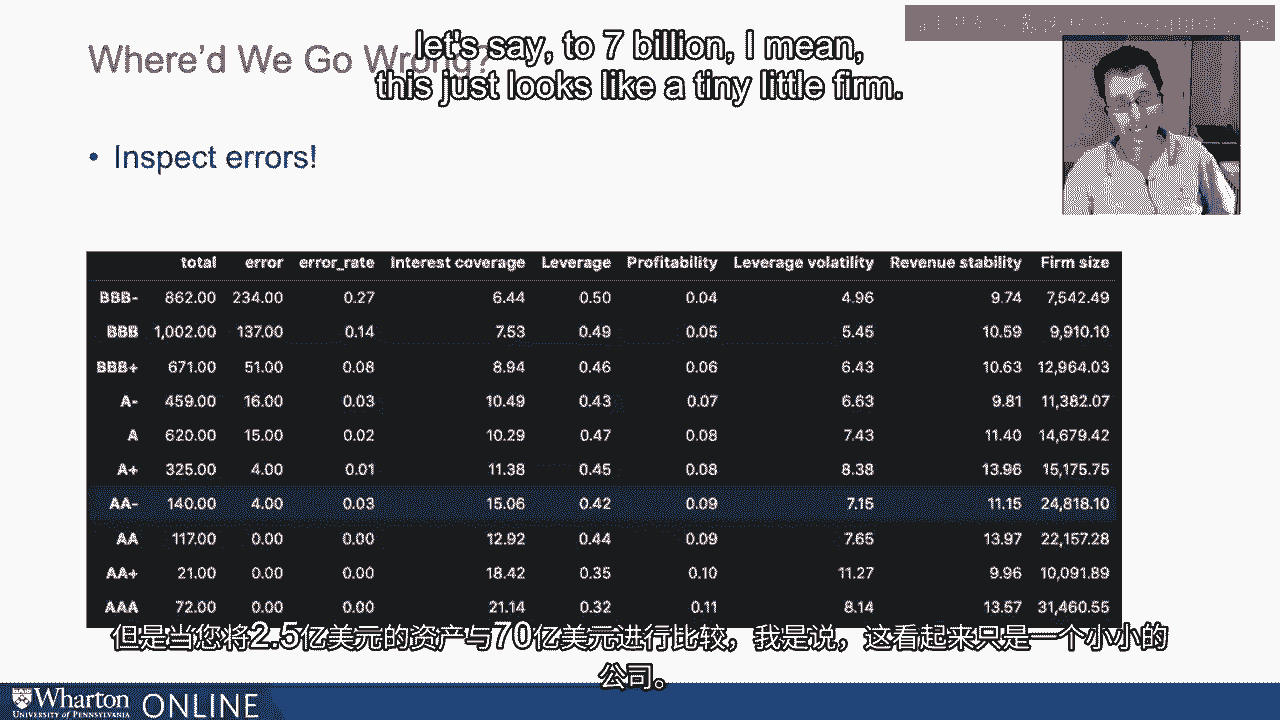 let's say, to 7 billion, I mean,
this just looks like a tiny little firm.
Where'd We Go Wrong?
• Inspect errors!
total error error_rate Interest coverage Leverage Profitability Leverage volatility Revenue stability Firm size
BBB- 862.00 234.00 0.27 6.44 0.50 0.04 4.96 9.74 7,542.49
BBB 1,002.00 137.00 0.14 7.53 0.49 0.05 5.45 10.59 9,910.10
BBB+ 671.00 51.00 0.08 8.94 0.46 0.06 6.43 10.63 12,964.03
A- 459.00 16.00 0.03 10.49 0.43 0.07 6.63 9.81 11,382.07
A 620.00 15.00 0.02 10.29 0.47 0.08 7.43 11.40 14,679.42
A+ 325.00 4.00 0.01 11.38 0.45 0.08 8.38 13.96 15,175.75
AA- 140.00 4.00 0.03 15.06 0.42 0.09 7.15 11.15 24,818.10
AA 117.00 0.00 0.00 12.92 0.44 0.09 7.65 13.97 22,157.28
AA+ 21.00 0.00 0.00 18.42 0.35 0.10 11.27 9.96 10,091.89
AAA 72.00 0.00 0.00 21.14 0.32 0.11 8.14 13.57 31,460.55
但是当您将2.5亿美元的资产与70亿美元进行比较，我是说，这看起来只是一个小小的
公司。
Wharton ONLINE
UNIVERSITY of PENNSYLVANIA